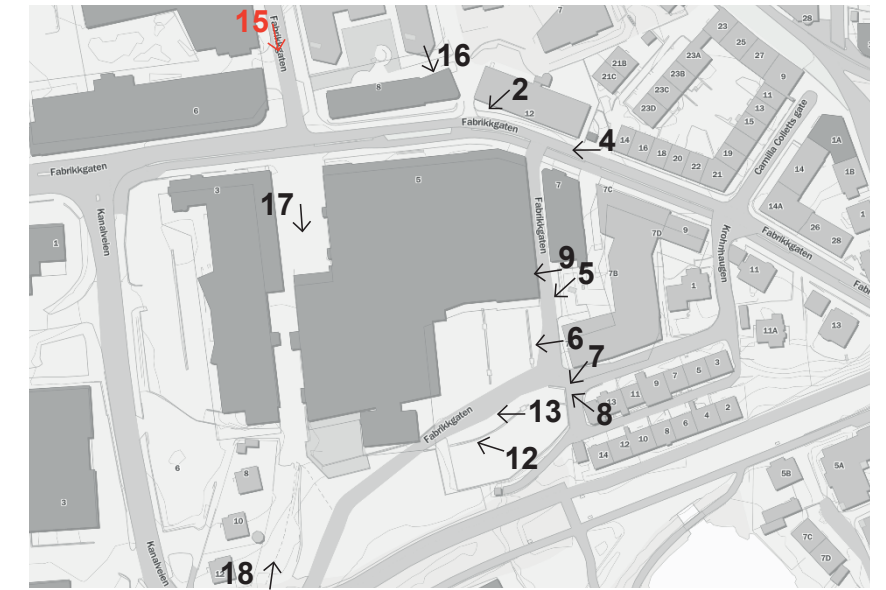 15
Fabrikkgaten
16
7
28
23
25
27
21B
21C
23A
23B
23C
23D
9
11
13
15
8
2
12
6
Fabrikkgaten
4
14
16
18
20
22
21
19
Camilla Colletts gate
1A
1B
14
14A
26
28
1
Fabrikkgaten
Fabrikkgaten
3
17
5
7
7C
7D
9
Kanalveien
1
Fabrikkgaten
9
5
7B
Krohnhaugen
1
11
Fab
11A
13
6
7
8
13
11
9
7
5
3
13
Fabrikkgaten
12
14
12
10
8
6
4
2
6
8
3
10
12
18
Kanalveien
5B
5A
7C
7D